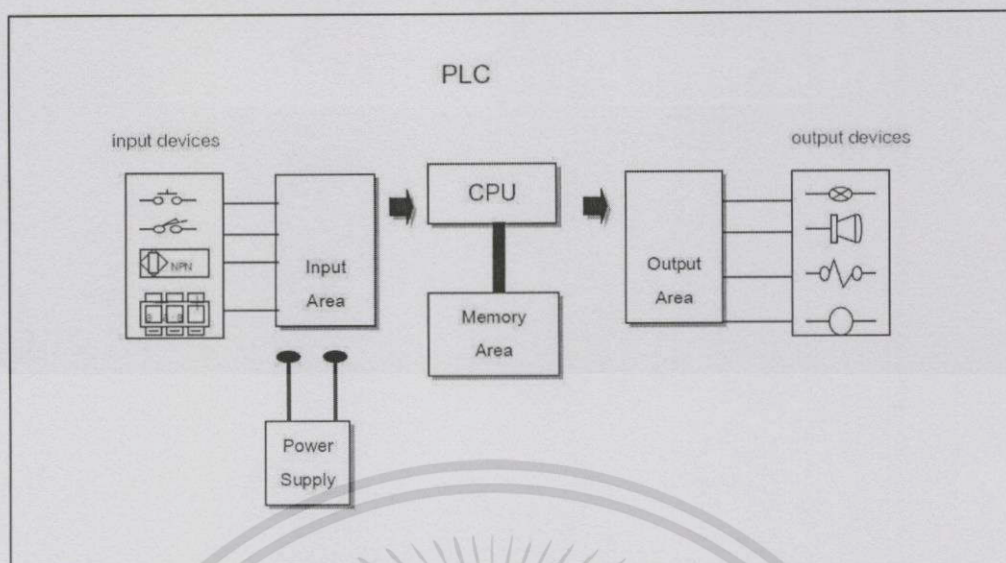 PLC
input devices
output devices
CPU
NPN
Input
Area
Output
Area
Memory
Area
Power
Supply